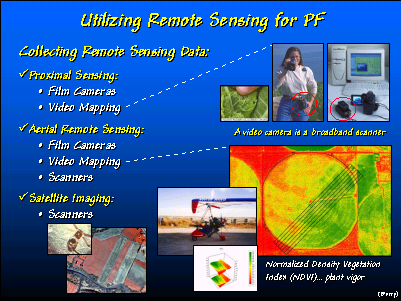 Utilizing Remote Sensing for PF
Collecting Remote Sensing Data:
✓Proximal Sensing:
• Film Cameras
• Video Mapping
A video camera is a broadband scanner
✓Aerial Remote Sensing:
• Film Cameras
• Video Mapping
• Scanners
✓Satellite Imaging:
• Scanners
Normalized Density Vegetation
Index (NDVI)... plant vigor
(Berry)